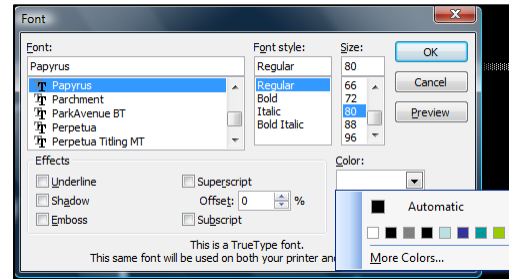 Font
Font:
Font style:
Size:
Papyrus
Regular
80
OK
Cancel
Preview
Papyrus
Parchment
ParkAvenue BT
Perpetua
Perpetua Titling MT
Regular
Bold
Italic
Bold Italic
66
72
80
88
96
Effects
Underline
Shadow
Emboss
Superscript
Offset: 0 %
Subscript
Color:
Automatic
More Colors...
This is a TrueType font.
This same font will be used on both your printer an